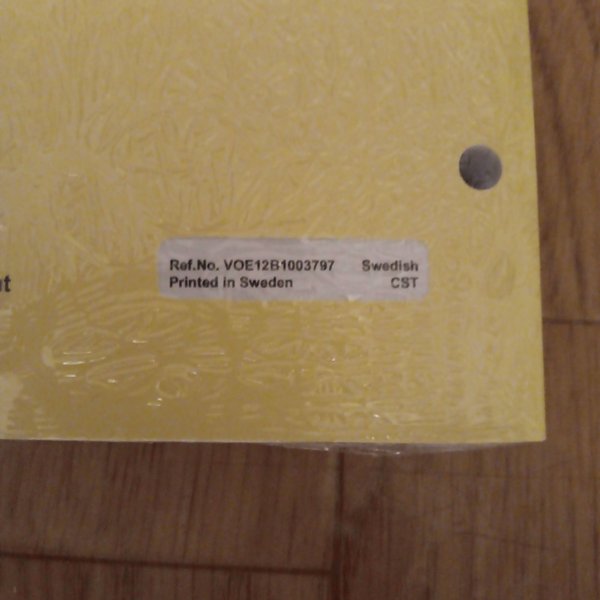 Ref.No. VOE12B1003797 Swedish
Printed in Sweden CST